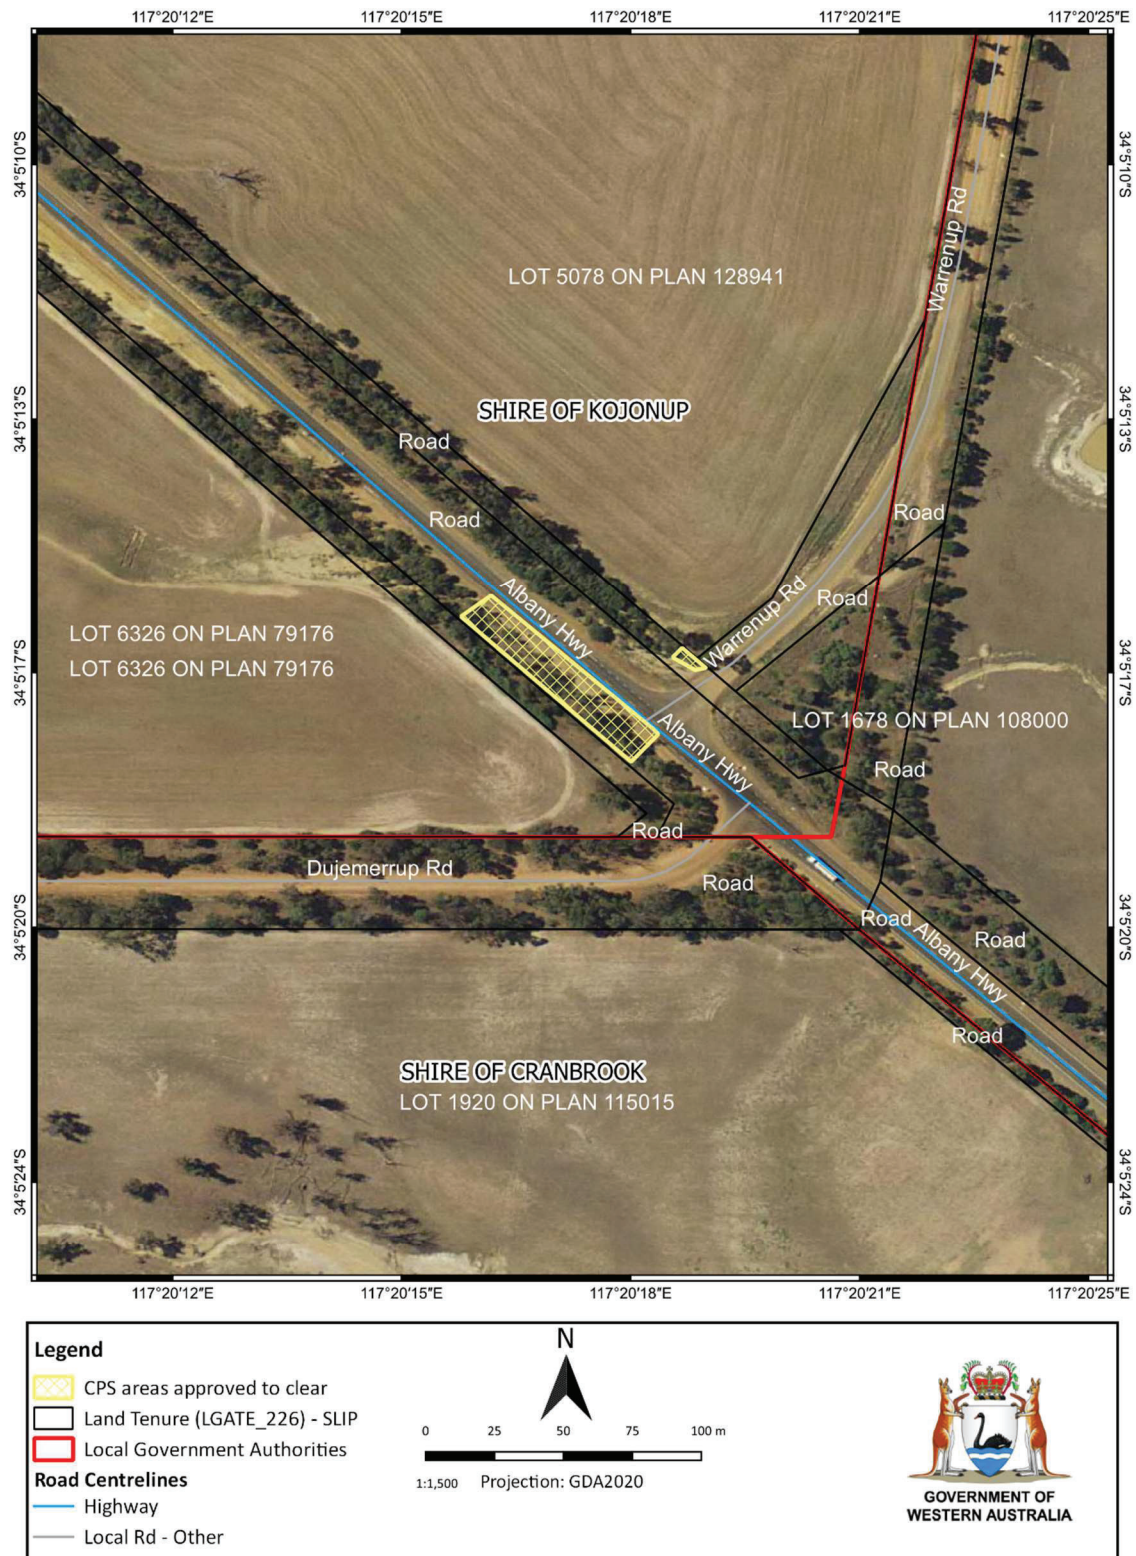 117°20'12"E 117°20'15"E 117°20'18"E 117°20'21"E 117°20'25"E
34°5'10"S
34°5'10"S
Warrenup Rd
LOT 5078 ON PLAN 128941
34°5'13"S
SHIRE OF KOJONUP
34°5'13"S
Road
Road
Road
Albany Hwy
Warrenup Rd
Road
LOT 6326 ON PLAN 79176
LOT 6326 ON PLAN 79176
34°5'17"S
34°5'17"S
Albany Hwy
LOT 1678 ON PLAN 108000
Road
Road
Dujemerrup Rd
Road
34°5'20"S
Road
Albany Hwy
Road
34°5'20"S
Road
SHIRE OF CRANBROOK
LOT 1920 ON PLAN 115015
34°5'24"S
34°5'24"S
117°20'12"E 117°20'15"E 117°20'18"E 117°20'21"E 117°20'25"E
Legend
CPS areas approved to clear
Land Tenure (LGATE_226) - SLIP
Local Government Authorities
Road Centrelines
Highway
Local Rd - Other
N
0 25 50 75 100 m
1:1,500 Projection: GDA2020
GOVERNMENT OF
WESTERN AUSTRALIA